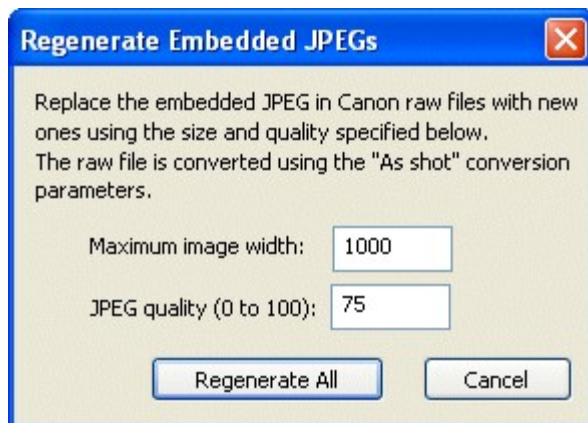 Regenerate Embedded JPEGs
Replace the embedded JPEG in Canon raw files with new
ones using the size and quality specified below.
The raw file is converted using the "As shot" conversion
parameters.
Maximum image width: 1000
JPEG quality (0 to 100): 75
Regenerate All Cancel